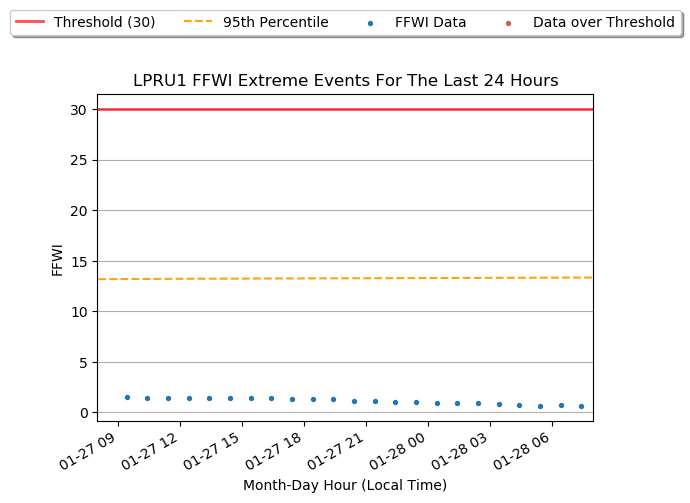 Threshold (30) 95th Percentile FFWI Data Data over Threshold
LPRU1 FFWI Extreme Events For The Last 24 Hours
30
25
20
15
10
5
0
FFWI
01-27 09 01-27 12 01-27 15 01-27 18 01-27 21 01-28 00 01-28 03 01-28 06
Month-Day Hour (Local Time)